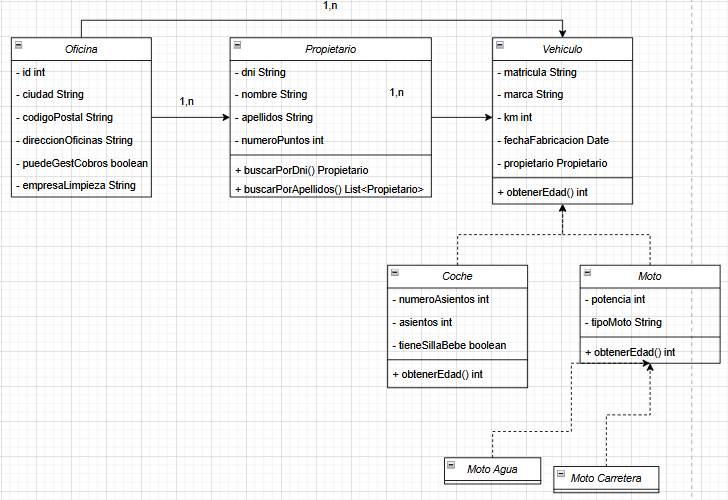 1,n
Oficina
- id int
- ciudad String
- codigoPostal String
- direccionOficinas String
- puedeGestCobros boolean
- empresaLimpieza String
1,n
Propietario
- dni String
- nombre String
- apellidos String
- numeroPuntos int
+ buscarPorDni() Propietario
+ buscarPorApellidos() List<Propietario>
1,n
Vehiculo
- matricula String
- marca String
- km int
- fechaFabricacion Date
- propietario Propietario
+ obtenerEdad() int
Coche
- numeroAsientos int
- asientos int
- tieneSillaBebe boolean
+ obtenerEdad() int
Moto
- potencia int
- tipoMoto String
+ obtenerEdad() int
Moto Agua
Moto Carretera